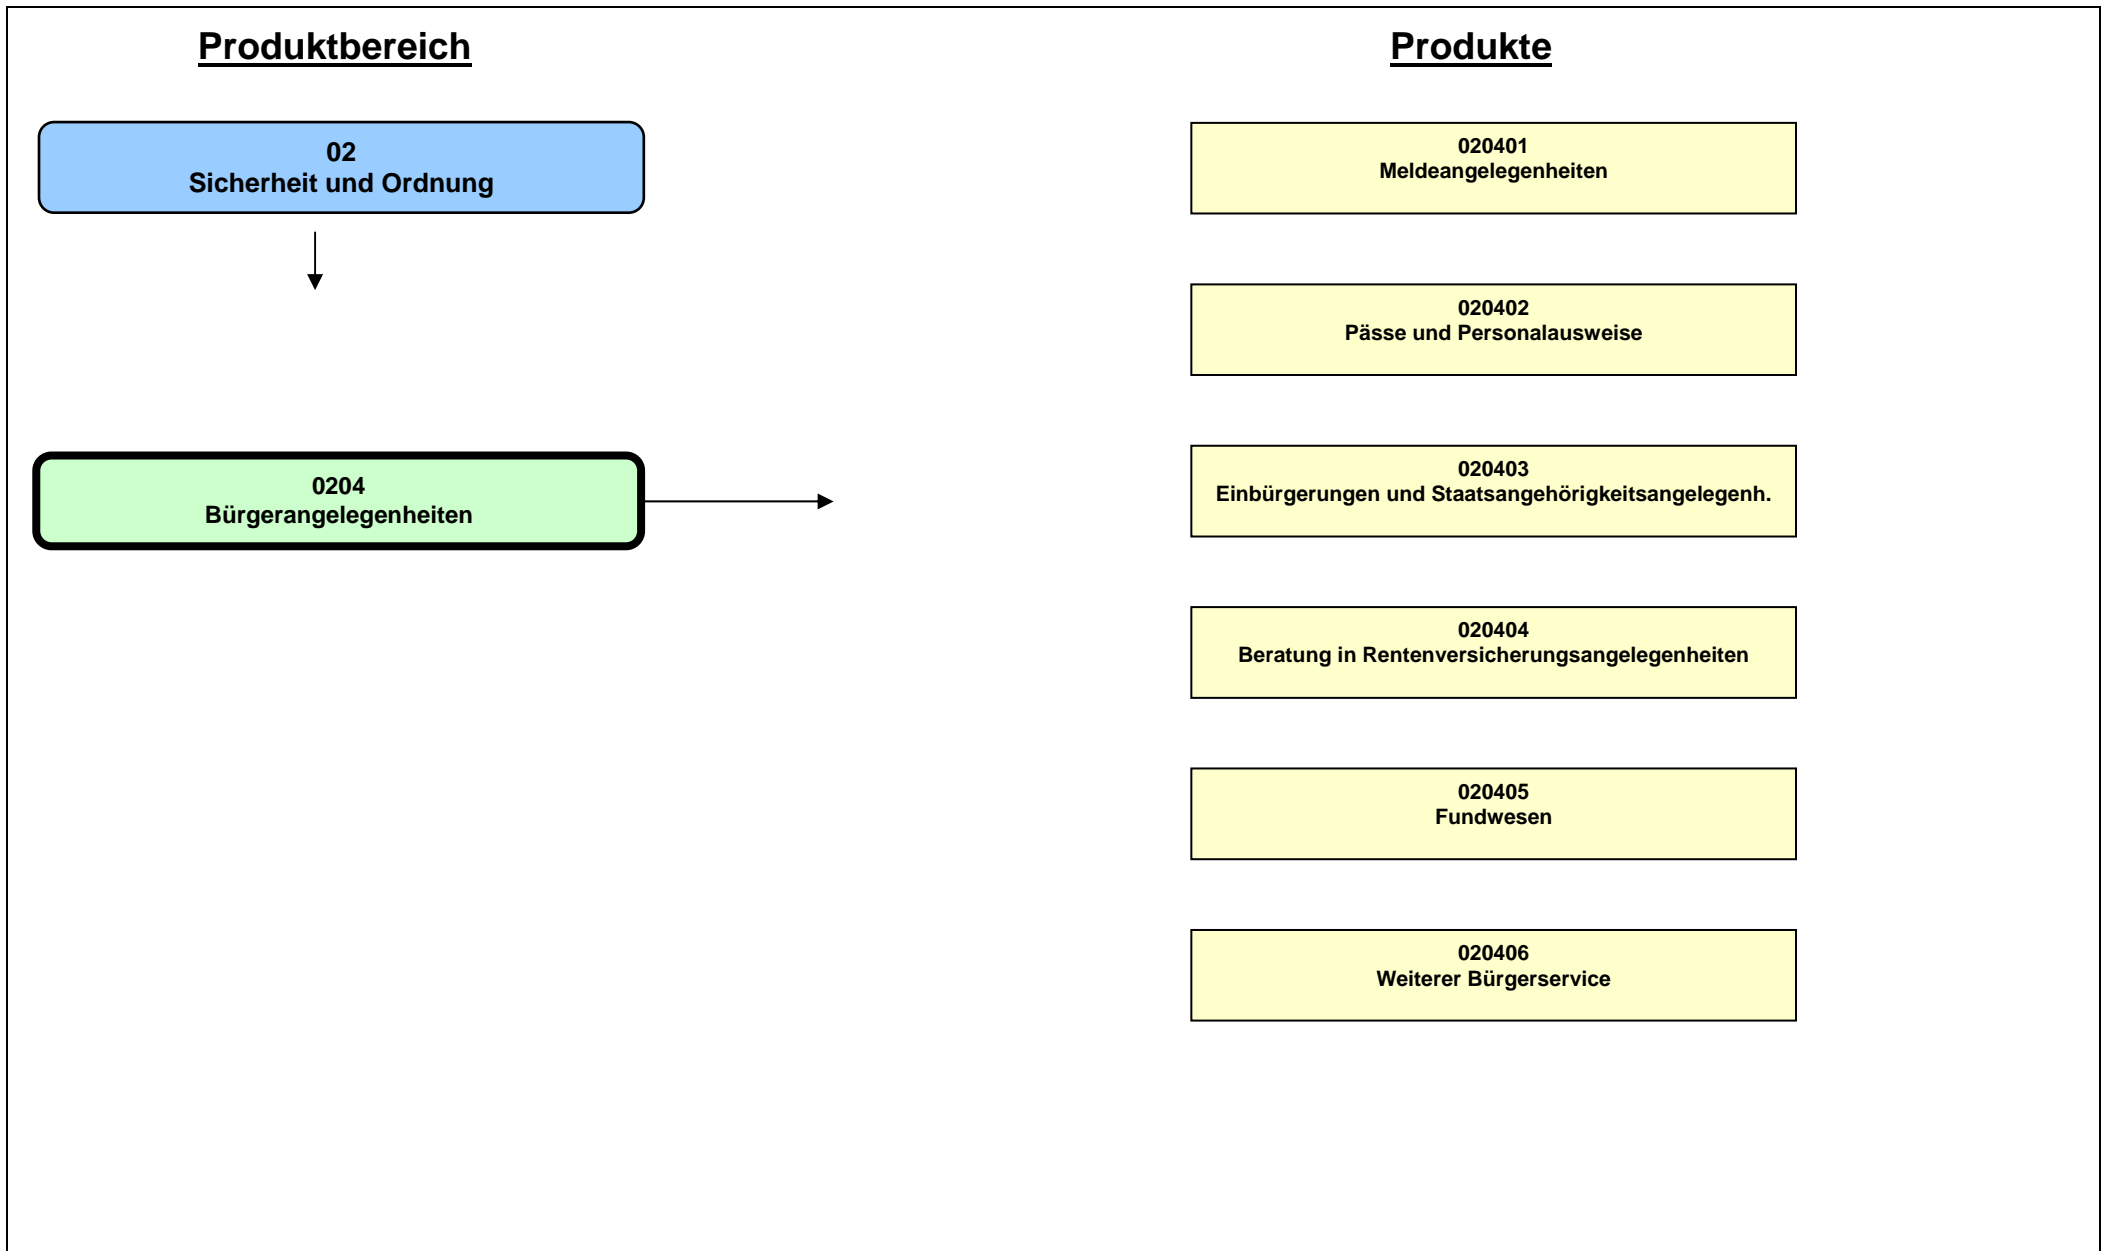 Produktbereich
Produkte
02
Sicherheit und Ordnung
0204
Bürgerangelegenheiten
020401
Meldeangelegenheiten
020402
Pässe und Personalausweise
020403
Einbürgerungen und Staatsangehörigkeitsangelegenh.
020404
Beratung in Rentenversicherungsangelegenheiten
020405
Fundwesen
020406
Weiterer Bürgerservice